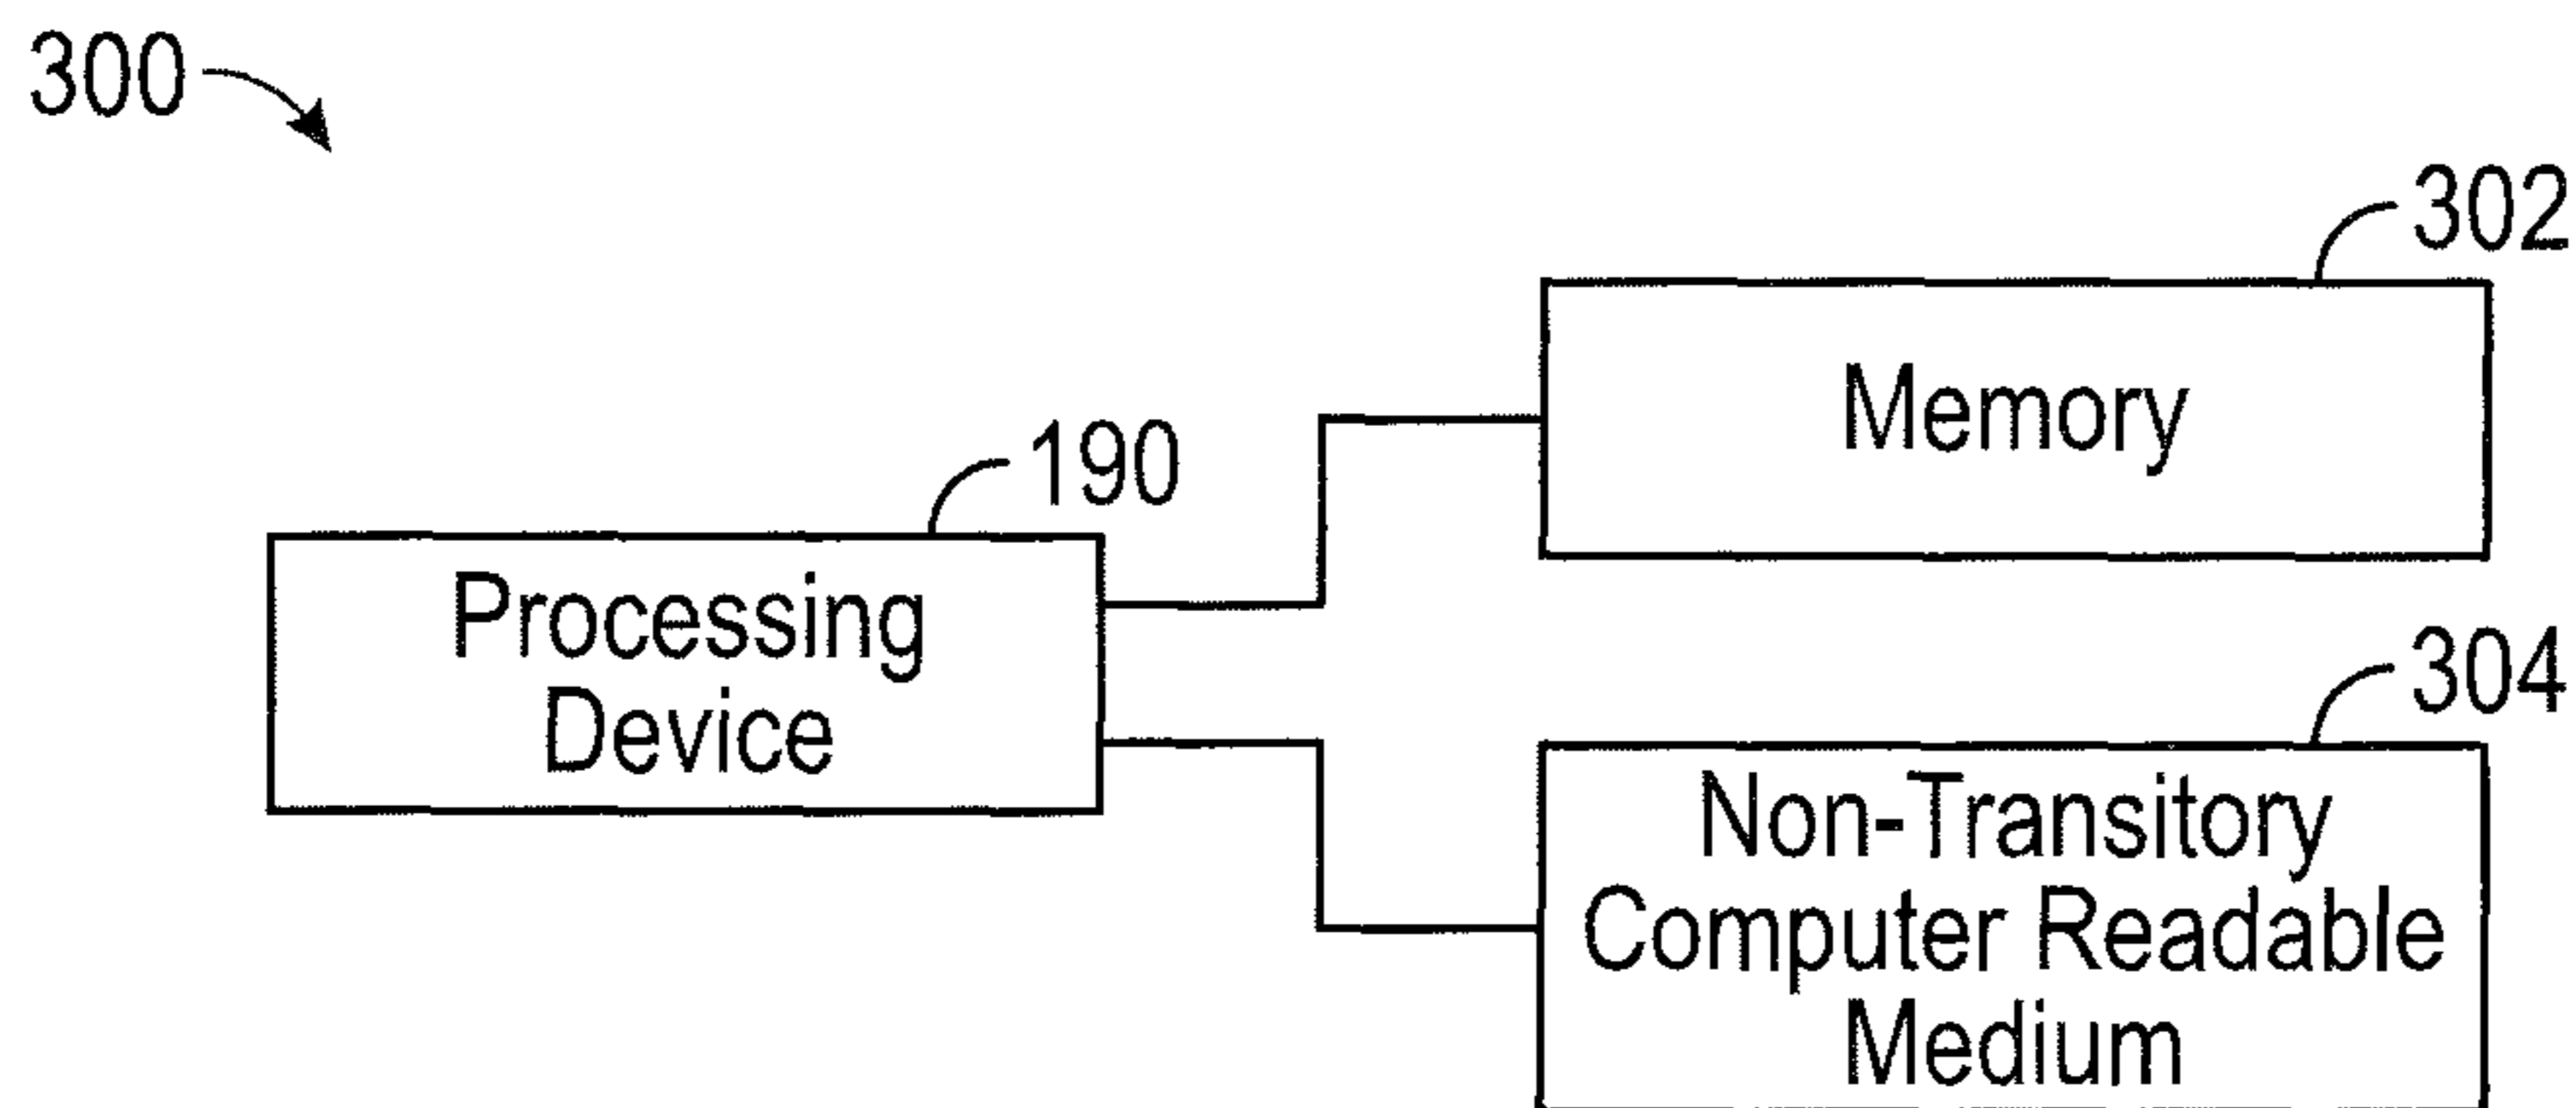 300
302
Memory
190
Processing
Device
304
Non-Transitory
Computer Readable
Medium